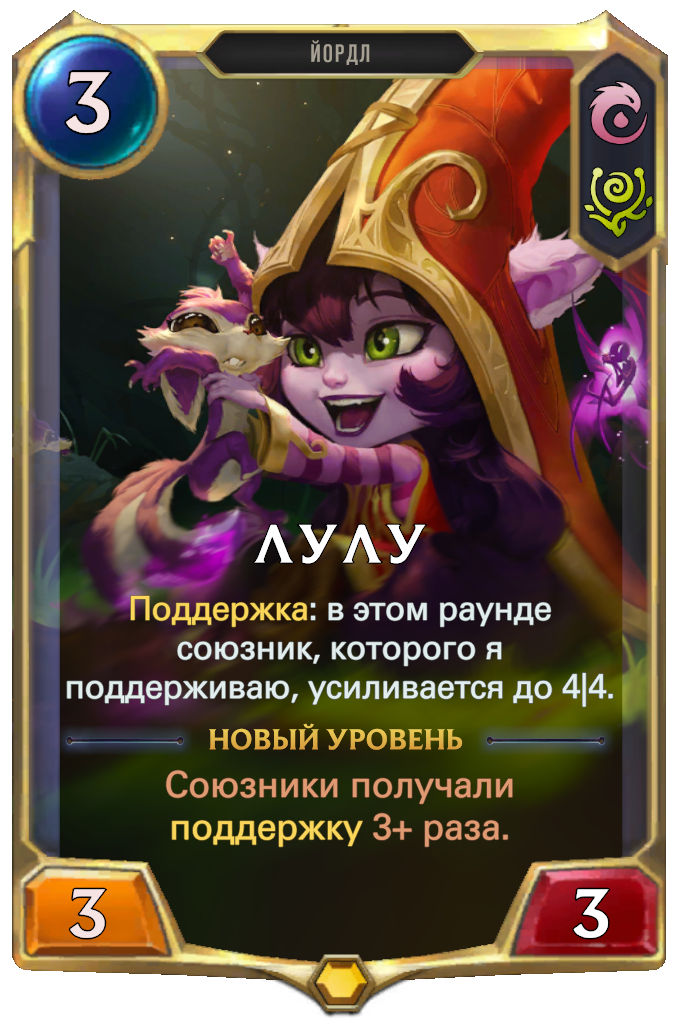 ЙОРДЛ
3
ЛУЛУ
Поддержка: в этом раунде
союзник, которого я
поддерживаю, усиливается до 4|4.
НОВЫЙ УРОВЕНЬ
Союзники получали
поддержку 3+ раза.
3
3